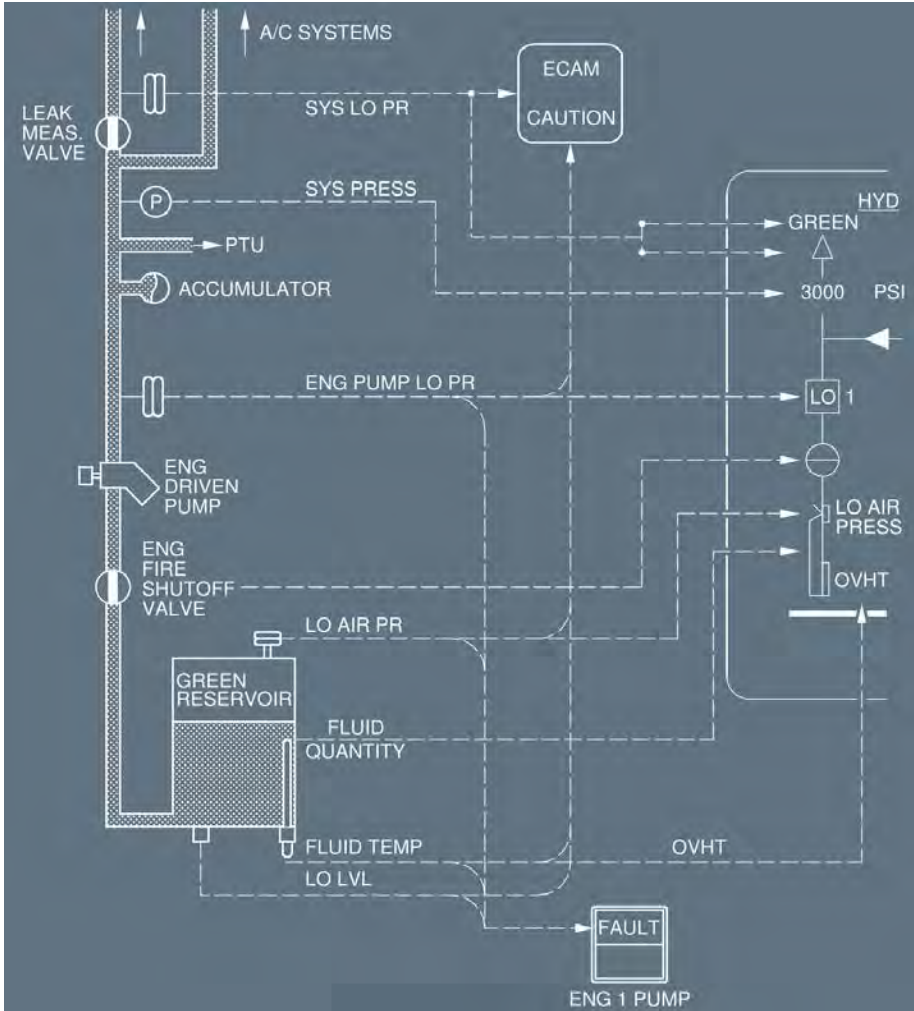 A/C SYSTEMS
ECAM
CAUTION
SYS LO PR
LEAK
MEAS.
VALVE
SYS PRESS
P
HYD
GREEN
PTU
ACCUMULATOR
3000 PSI
ENG PUMP LO PR
LO 1
ENG
DRIVEN
PUMP
LO AIR
PRESS
ENG
FIRE
SHUTOFF
VALVE
OVHT
LO AIR PR
GREEN
RESERVOIR
FLUID
QUANTITY
FLUID TEMP
OVHT
LO LVL
FAULT
ENG 1 PUMP